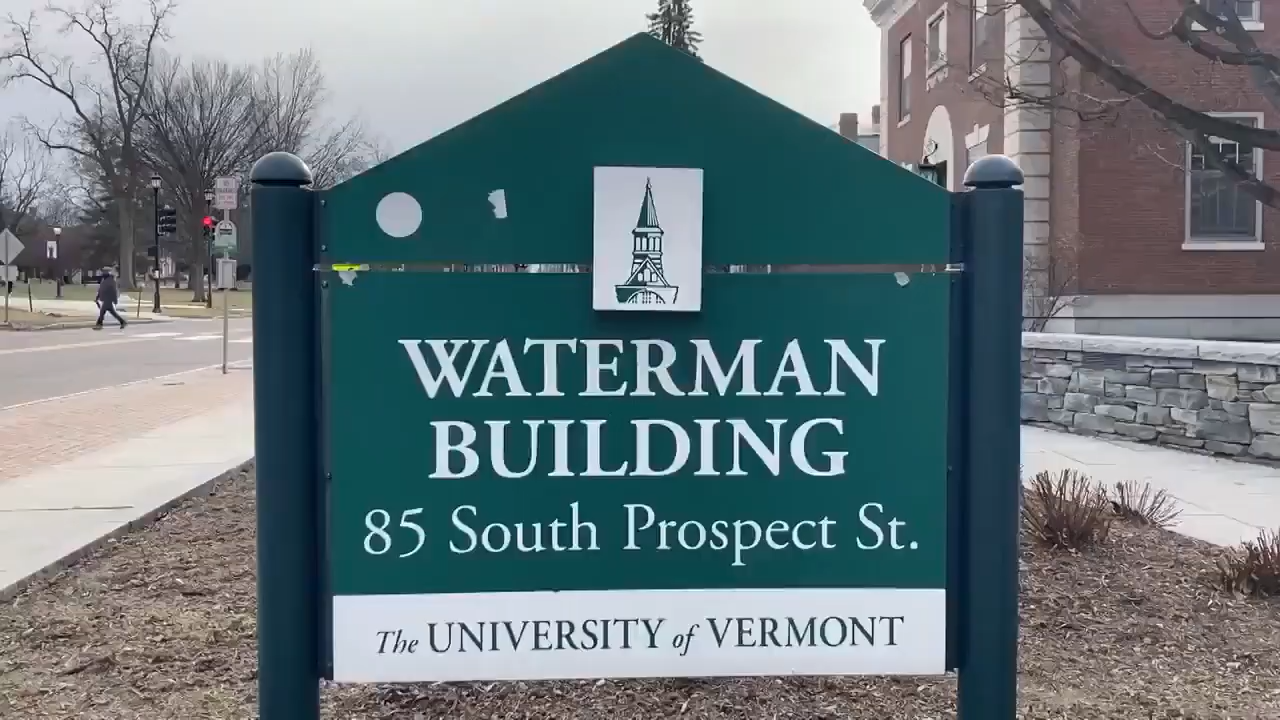 WATERMAN
BUILDING
85 South Prospect St.
The UNIVERSITY of VERMONT